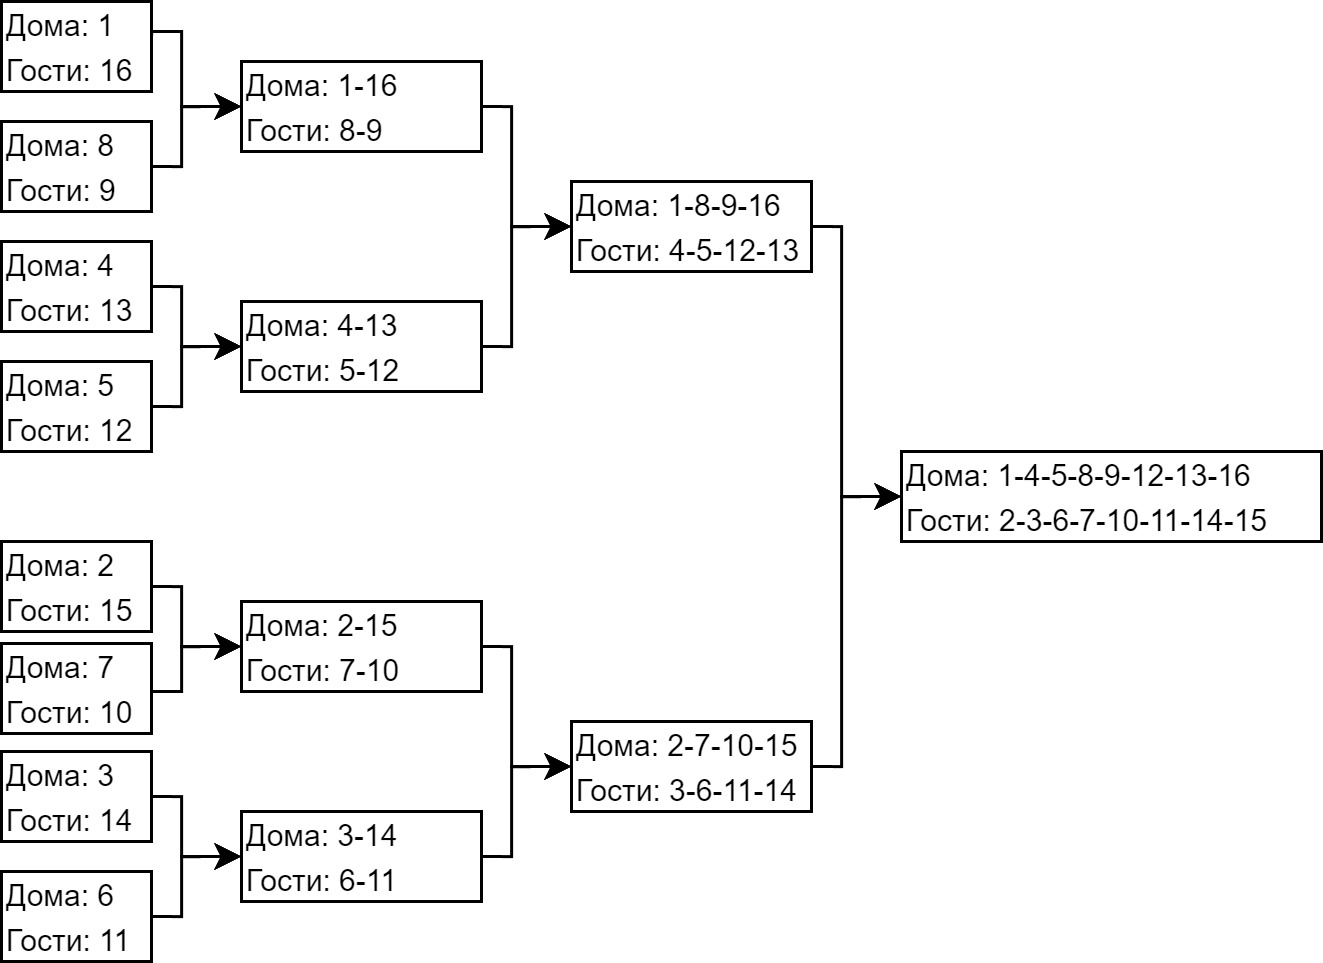 Дома: 1
Гости: 16
Дома: 8
Гости: 9
Дома: 4
Гости: 13
Дома: 5
Гости: 12
Дома: 2
Гости: 15
Дома: 7
Гости: 10
Дома: 3
Гости: 14
Дома: 6
Гости: 11
Дома: 1-16
Гости: 8-9
Дома: 4-13
Гости: 5-12
Дома: 2-15
Гости: 7-10
Дома: 3-14
Гости: 6-11
Дома: 1-8-9-16
Гости: 4-5-12-13
Дома: 2-7-10-15
Гости: 3-6-11-14
Дома: 1-4-5-8-9-12-13-16
Гости: 2-3-6-7-10-11-14-15